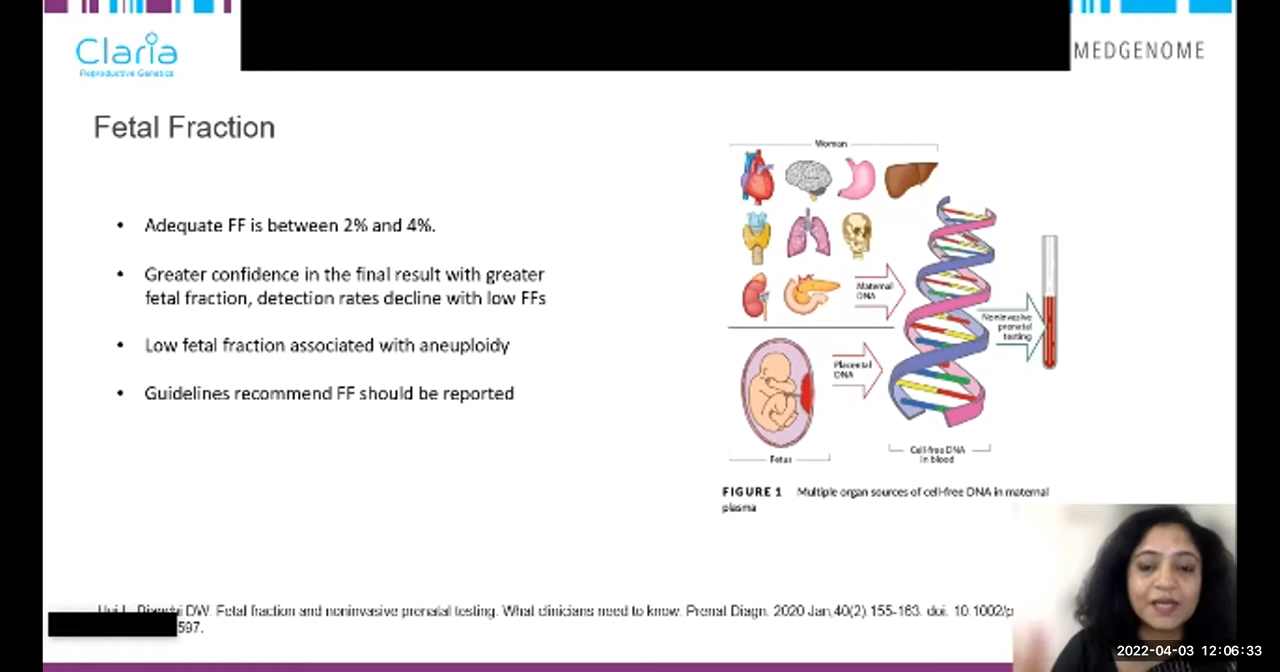 Claria
Reproductive Genetics
MEDGENOME
Fetal Fraction
• Adequate FF is between 2% and 4%.
• Greater confidence in the final result with greater
fetal fraction, detection rates decline with low FFs
• Low fetal fraction associated with aneuploidy
• Guidelines recommend FF should be reported
Woman
Maternal
DNA
Noninvasive
prenatal
testing
Placental
DNA
Fetus
Cell-free DNA
in blood
FIGURE 1 Multiple organ sources of cell-free DNA in maternal
plasma
DW. Fetal fraction and noninvasive prenatal testing. What clinicians need to know. Prenat Diagn. 2020 Jan,40(2).155-163. doi. 10.1002/p
597.
2022-04-03 12:06:33